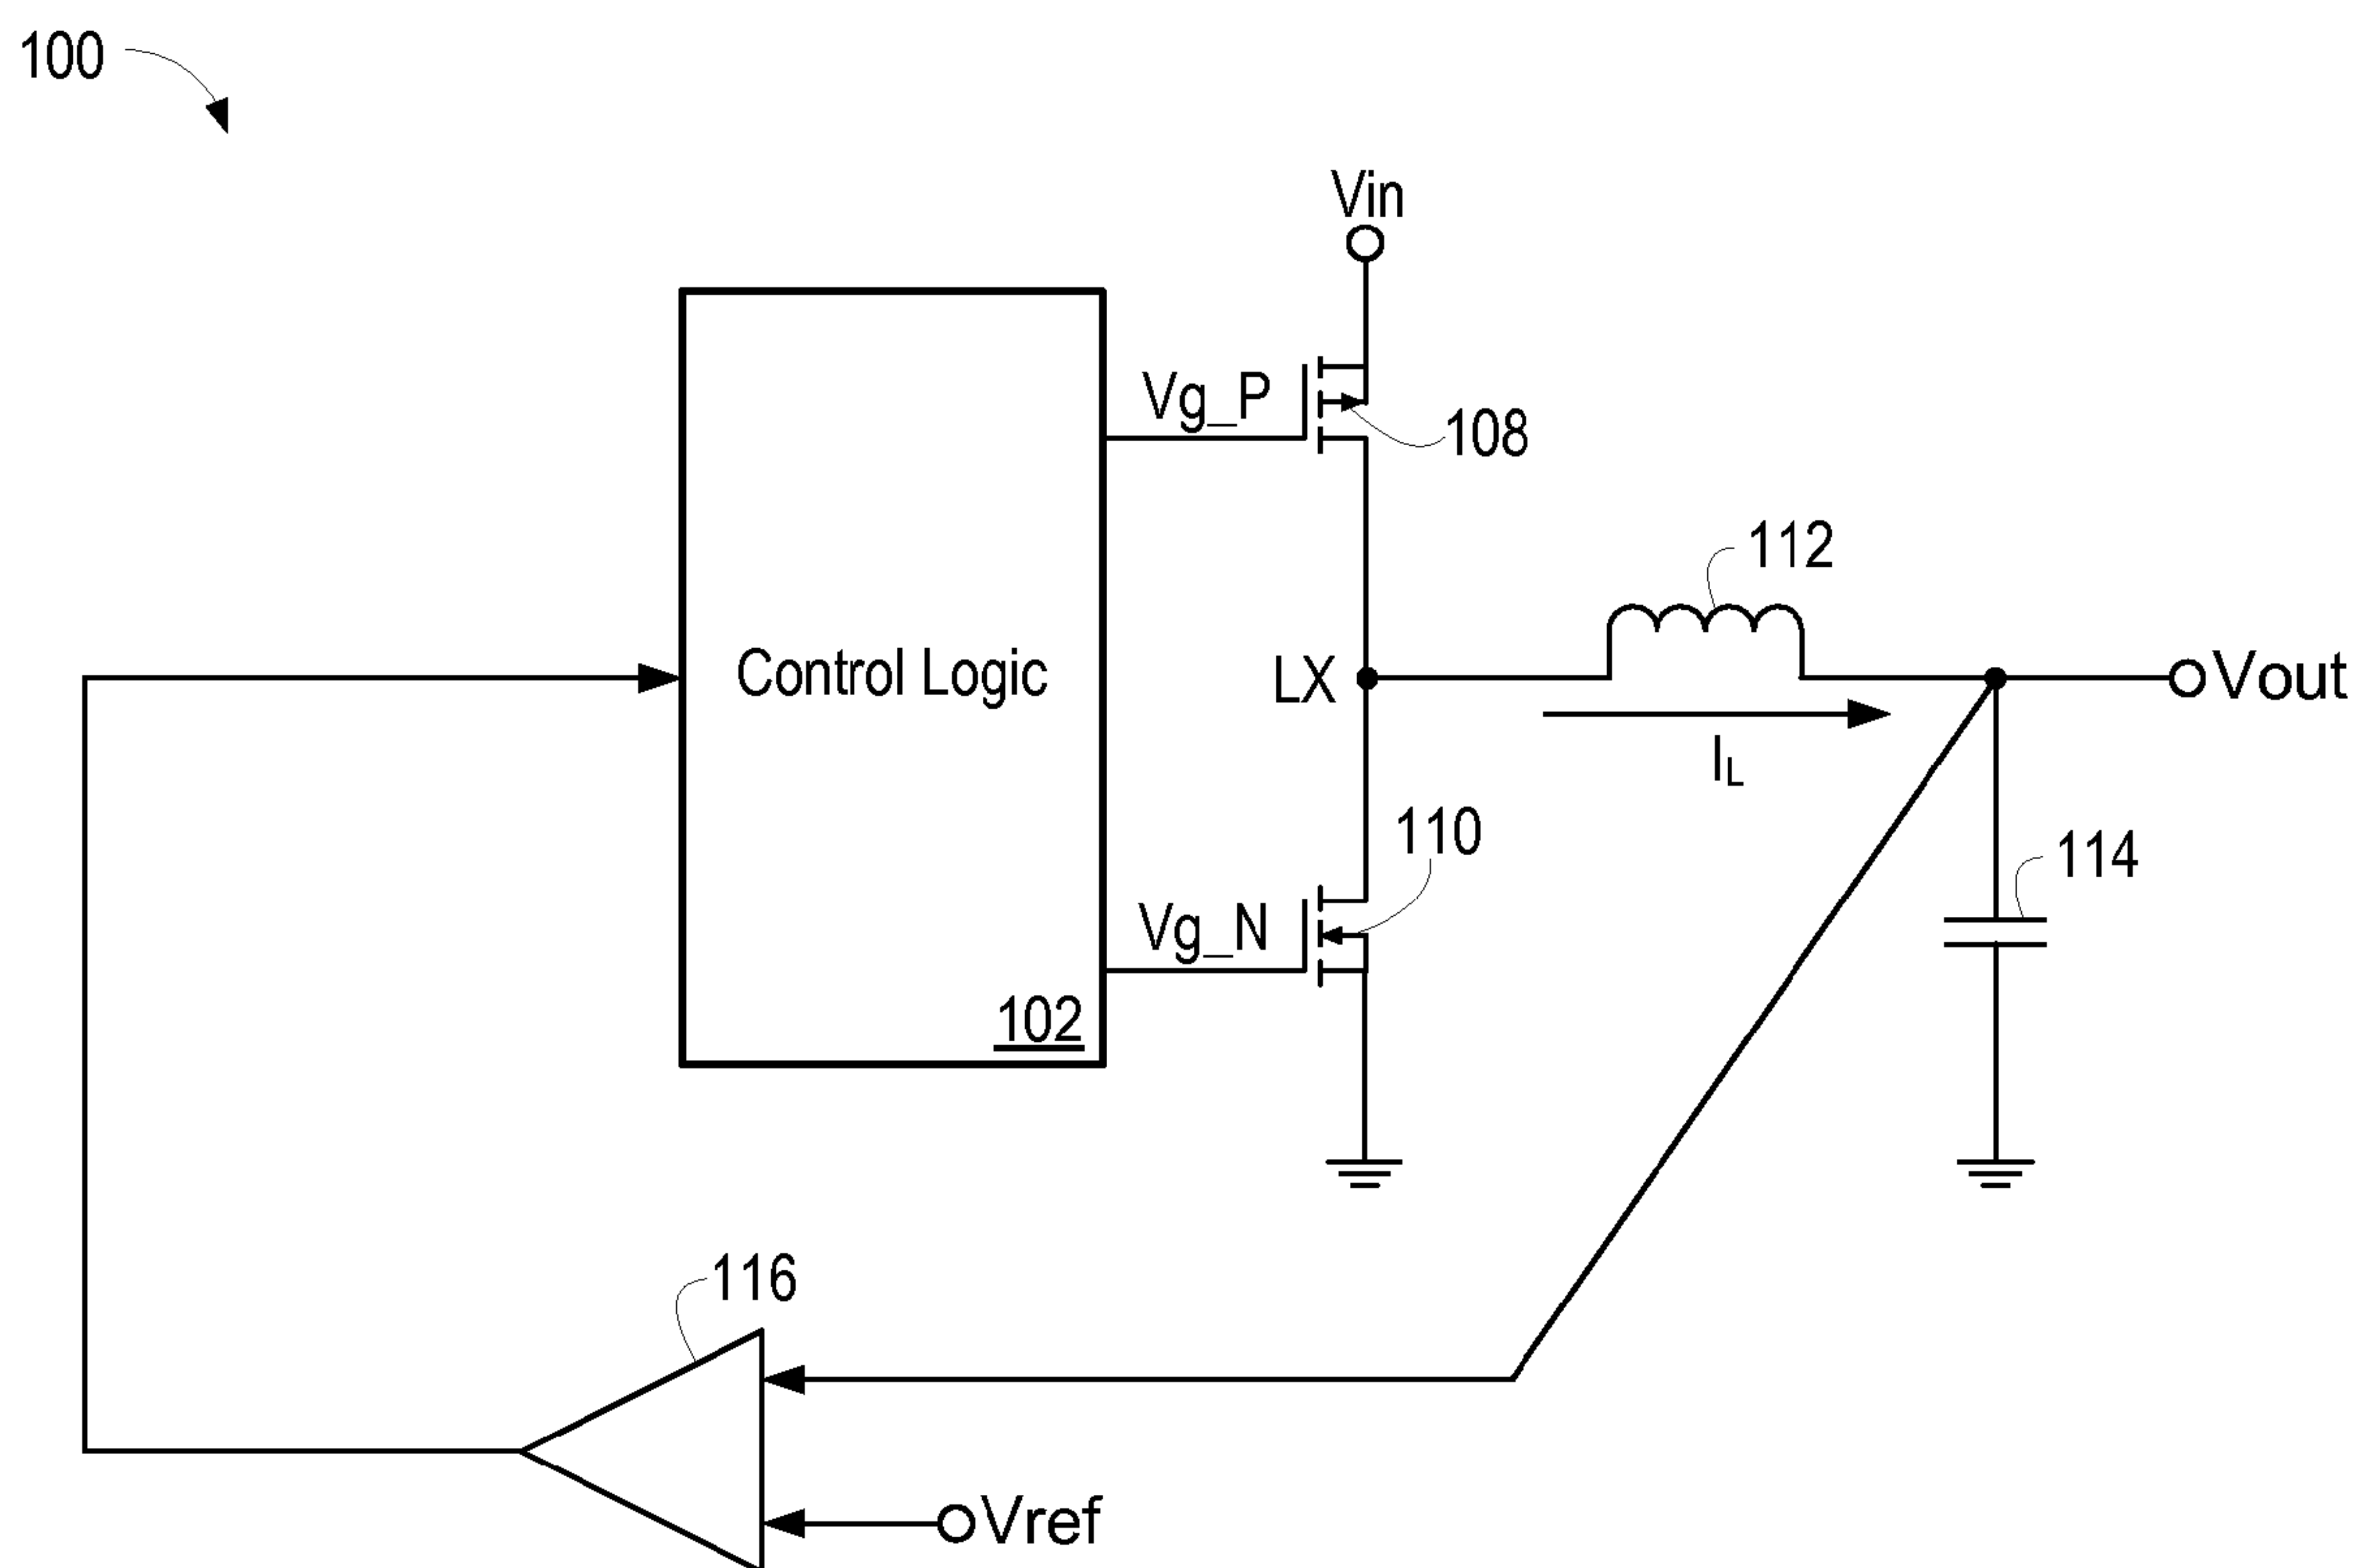 100
Vin
Vg_P
108
112
Control Logic
LX
Vout
IL
110
114
Vg_N
102
116
Vref